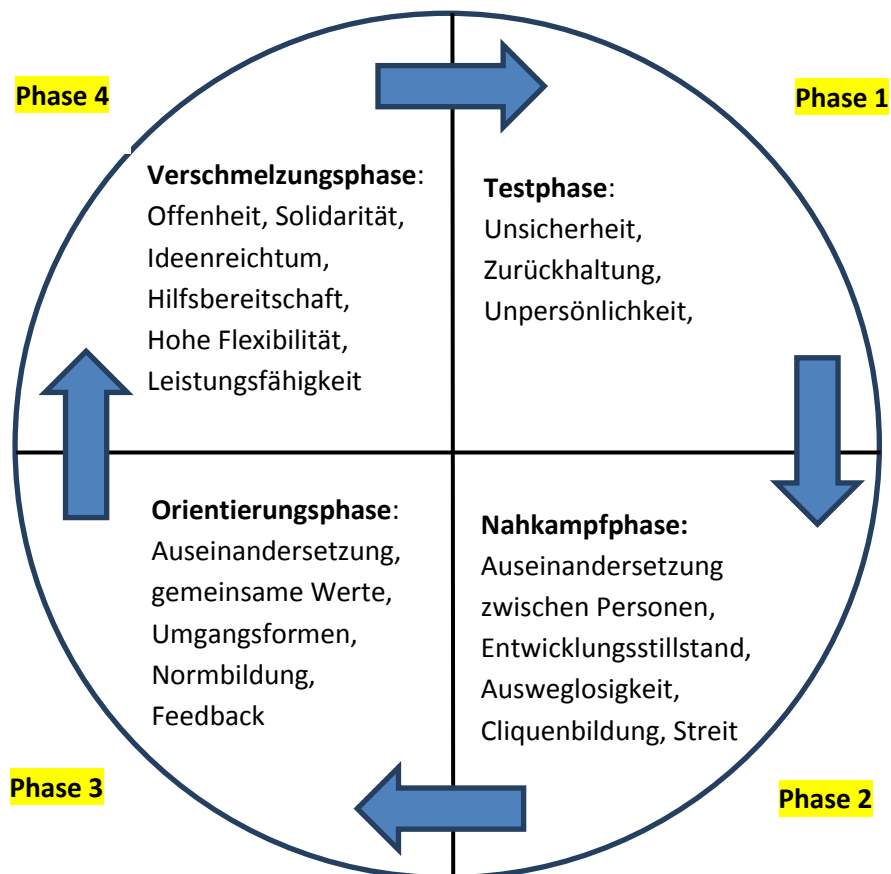 Phase 4
Phase 1
Verschmelzungsphase:
Offenheit, Solidarität,
Ideenreichtum,
Hilfsbereitschaft,
Hohe Flexibilität,
Leistungsfähigkeit
Testphase:
Unsicherheit,
Zurückhaltung,
Unpersönlichkeit,
Orientierungsphase:
Auseinandersetzung,
gemeinsame Werte,
Umgangsformen,
Normbildung,
Feedback
Nahkampfphase:
Auseinandersetzung
zwischen Personen,
Entwicklungsstillstand,
Ausweglosigkeit,
Cliquenbildung, Streit
Phase 3
Phase 2